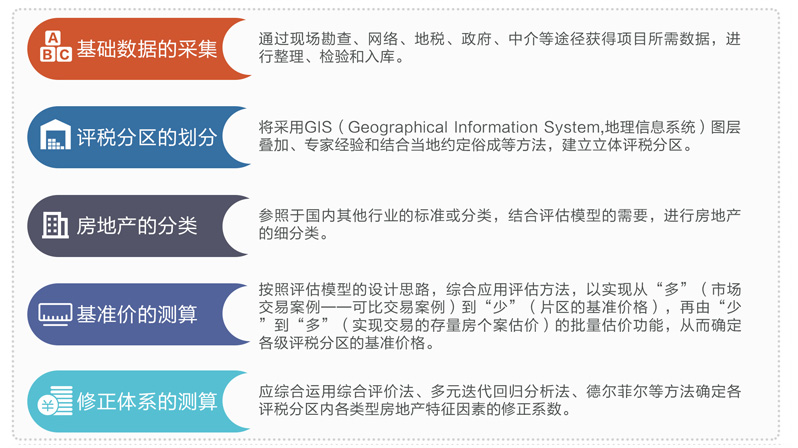 A
B C
基础数据的采集
通过现场勘查、网络、地税、政府、中介等途径获得项目所需数据，进
行整理、检验和入库。
评税分区的划分
将采用GIS（Geographical Information System,地理信息系统）图层
叠加、专家经验和结合当地约定俗成等方法，建立立体评税分区。
房地产的分类
参照于国内其他行业的标准或分类，结合评估模型的需要，进行房地产
的细分类。
基准价的测算
按照评估模型的设计思路，综合应用评估方法，以实现从“多”（市场
交易案例——可比交易案例）到“少”（片区的基准价格），再由“少
”到“多”（实现交易的存量房个案估价）的批量估价功能，从而确定
各级评税分区的基准价格。
¥
修正体系的测算
应综合运用综合评价法、多元迭代回归分析法、德尔菲尔等方法确定各
评税分区内各类型房地产特征因素的修正系数。